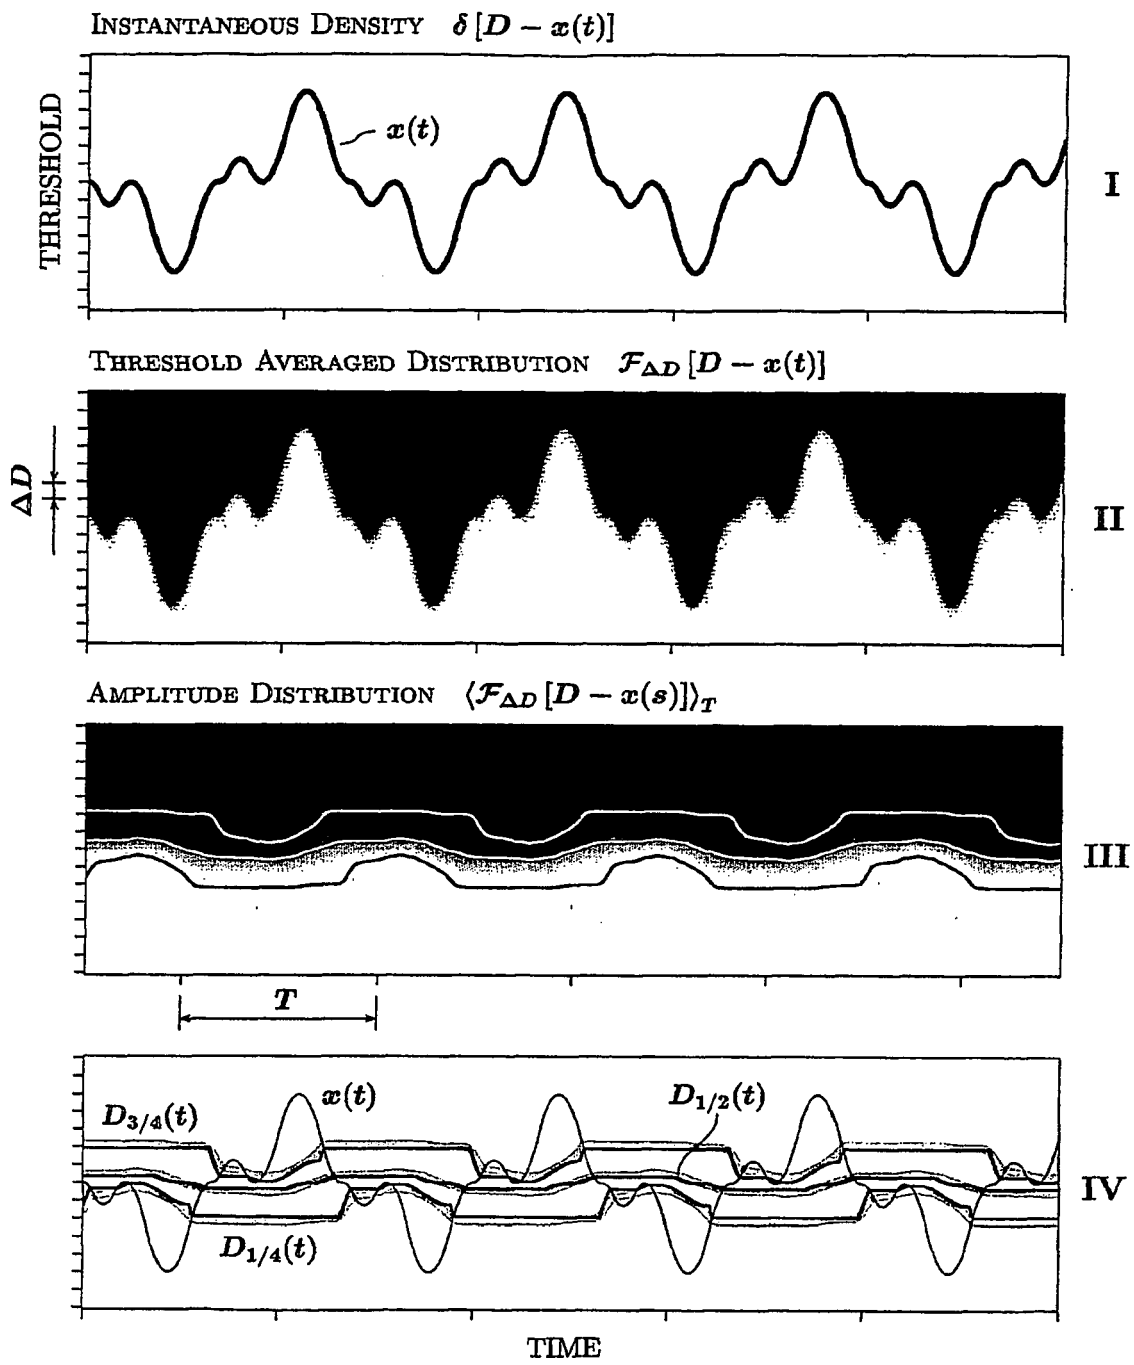 INSTANTANEOUS DENSITY δ[D − x(t)]
THRESHOLD
x(t)
I
THRESHOLD AVERAGED DISTRIBUTION 𝓕ΔD[D − x(t)]
ΔD
II
AMPLITUDE DISTRIBUTION ⟨𝓕ΔD[D − x(s)]⟩T
III
T
D3/4(t)
x(t)
D1/2(t)
IV
D1/4(t)
TIME